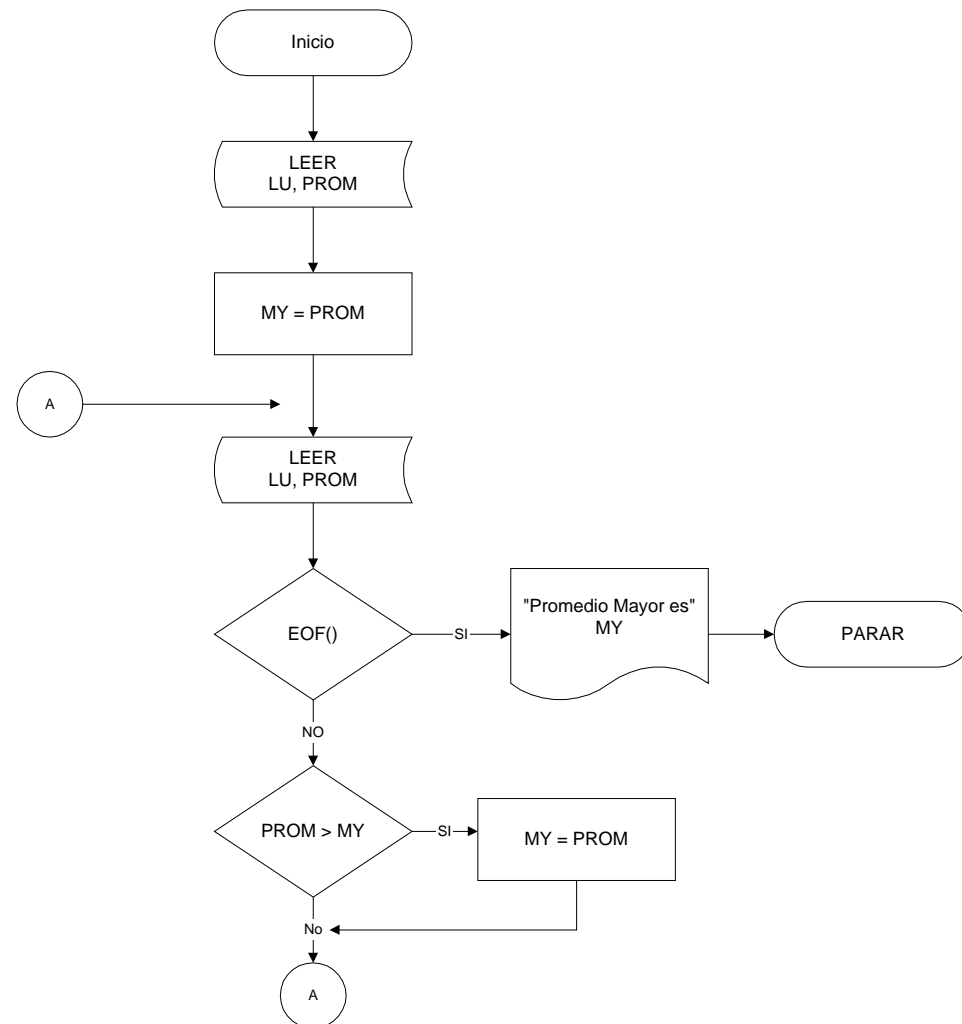 Inicio
LEER
LU, PROM
MY = PROM
A
LEER
LU, PROM
EOF()
SI
"Promedio Mayor es"
MY
PARAR
NO
PROM > MY
SI
MY = PROM
No
A